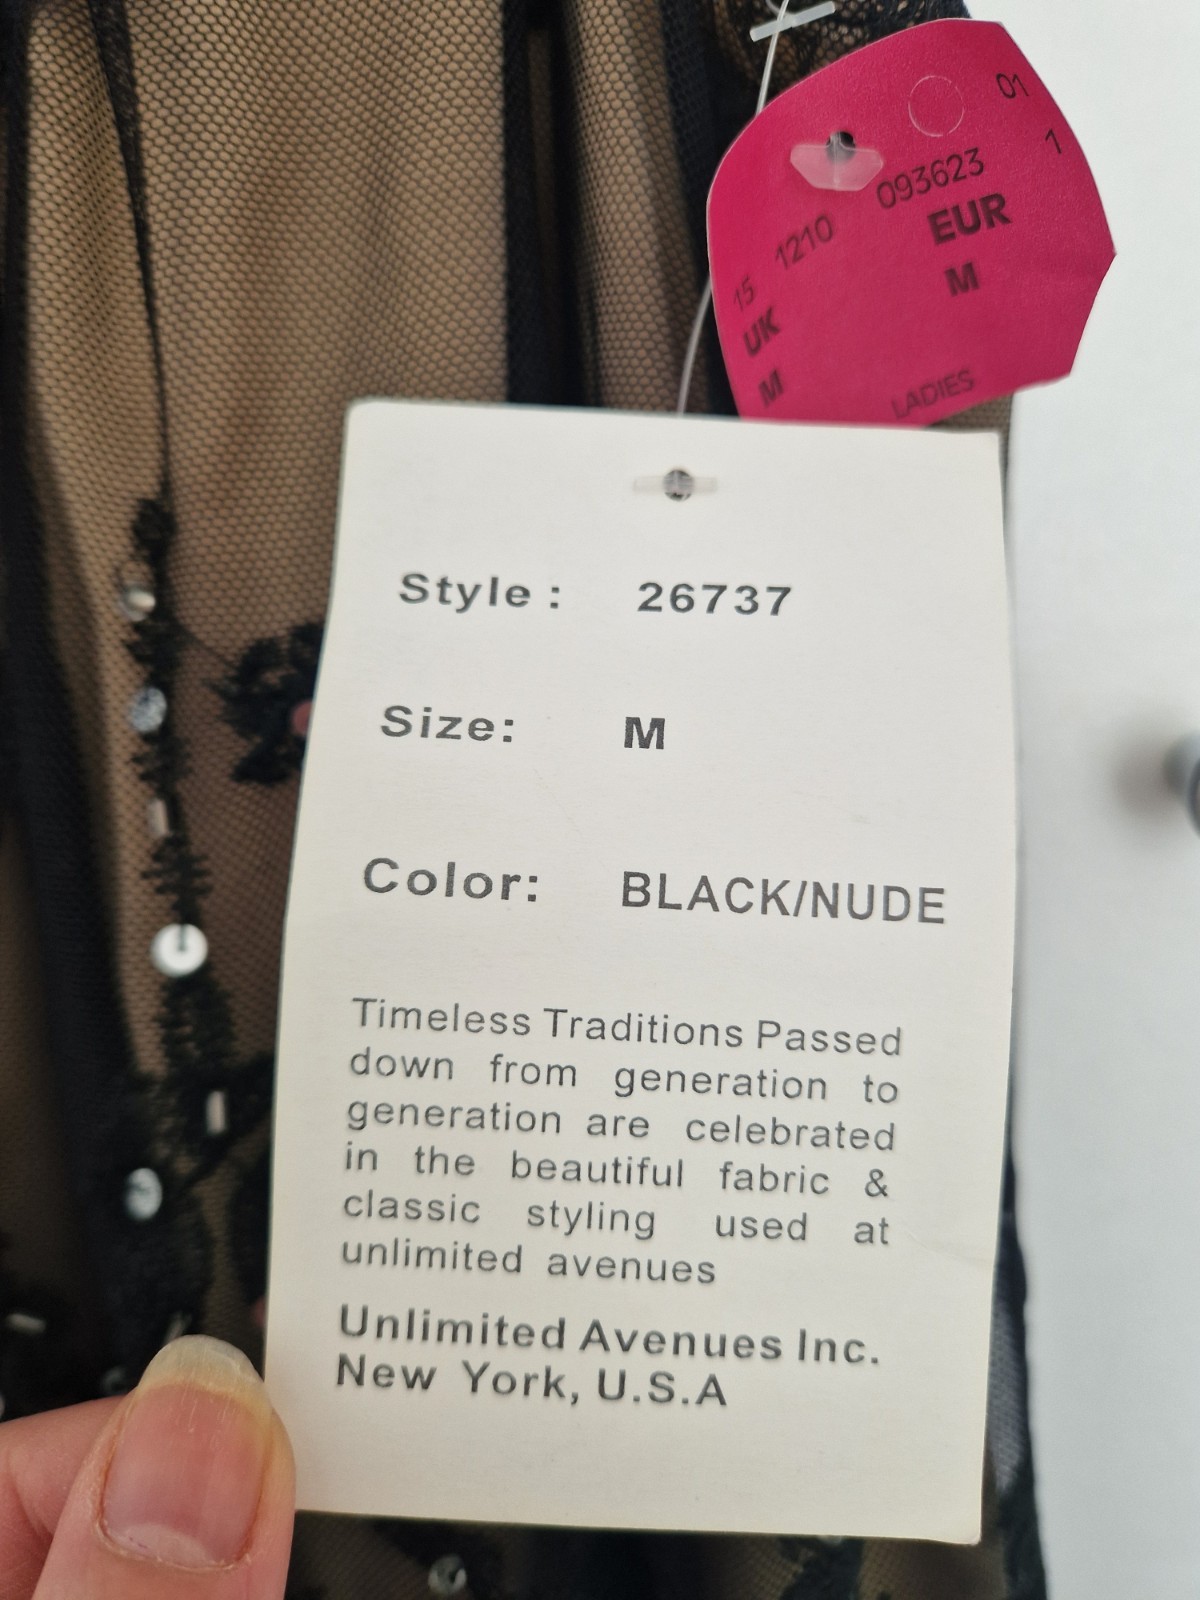 01
093623 1
15 1210 EUR
UK M
M LADIES
Style : 26737
Size: M
Color: BLACK/NUDE
Timeless Traditions Passed
down from generation to
generation are celebrated
in the beautiful fabric &
classic styling used at
unlimited avenues
Unlimited Avenues Inc.
New York, U.S.A